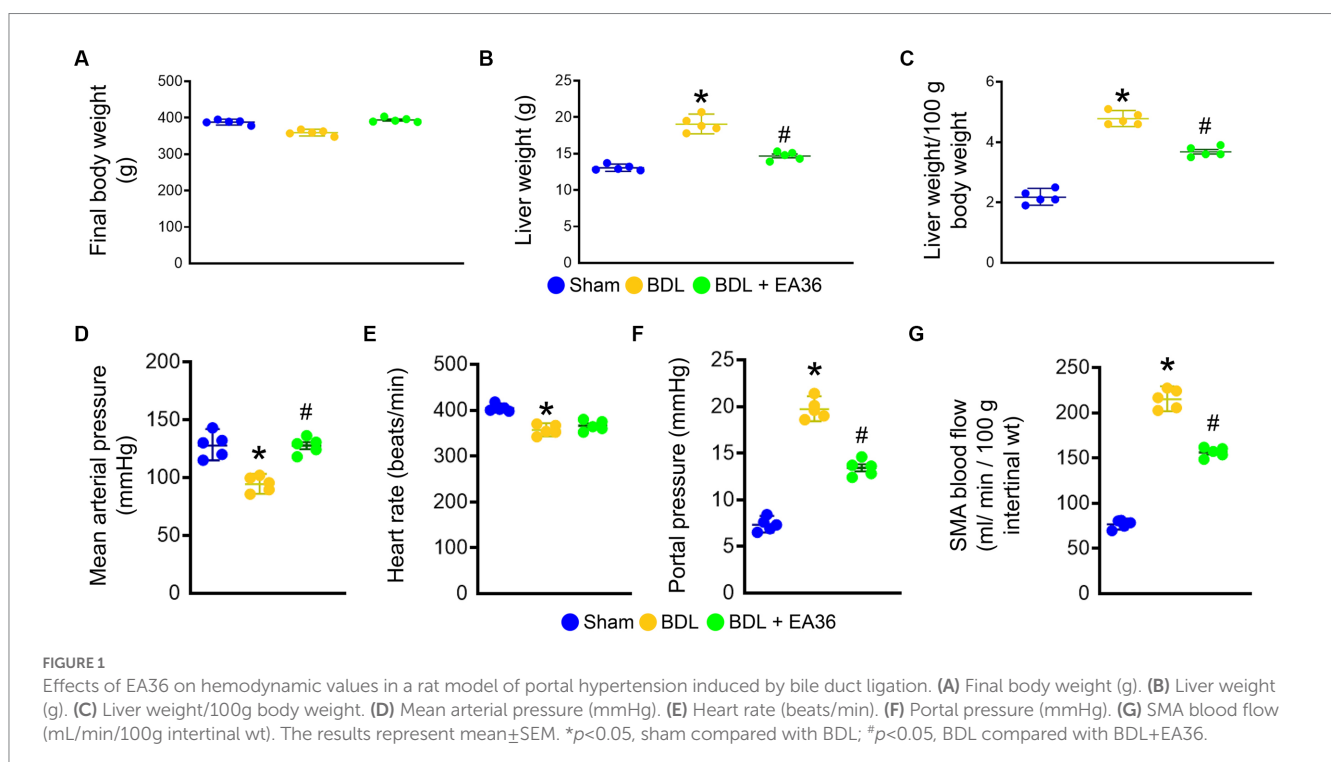 A
Final body weight
(g)
500
400
300
400
300
0
B
Liver weight (g)
25
20
15
10
5
0
*
#
C
Liver weight/100 g
body weight
6
4
2
0
*
#
Sham BDL BDL + EA36
D
Mean arterial pressure
(mmHg)
200
150
100
50
0
*
#
E
Heart rate (beats/min)
500
400
300
400
300
0
*
F
Portal pressure (mmHg)
25
20
15
10
5
0
*
#
G
SMA blood flow
(ml/ min / 100 g
intertinal wt)
250
200
150
100
50
0
*
#
Sham BDL BDL + EA36
FIGURE 1
Effects of EA36 on hemodynamic values in a rat model of portal hypertension induced by bile duct ligation. (A) Final body weight (g). (B) Liver weight
(g). (C) Liver weight/100g body weight. (D) Mean arterial pressure (mmHg). (E) Heart rate (beats/min). (F) Portal pressure (mmHg). (G) SMA blood flow
(mL/min/100g intertinal wt). The results represent mean±SEM. *p<0.05, sham compared with BDL; #p<0.05, BDL compared with BDL+EA36.